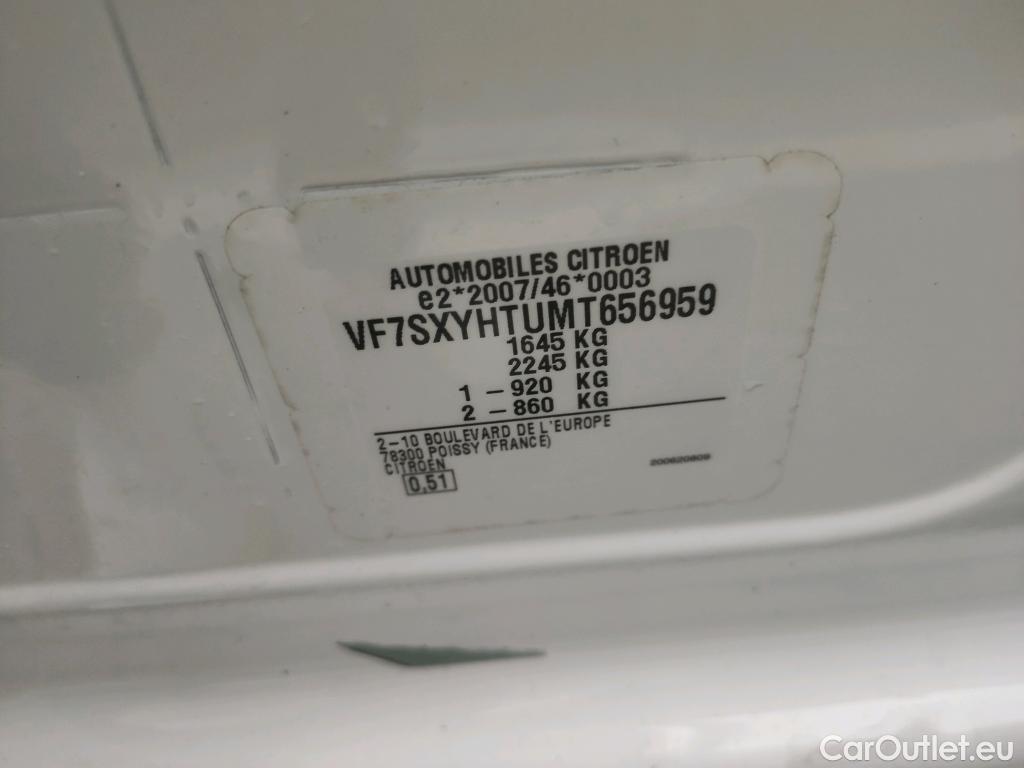 AUTOMOBILES CITROEN
e2*2007/46*0003
VF7SXYHTUMT656959
1645 KG
2245 KG
1 – 920 KG
2 – 860 KG
2-10 BOULEVARD DE L'EUROPE
78300 POISSY (FRANCE)
CITROEN
0,51
200620809
CarOutlet.eu